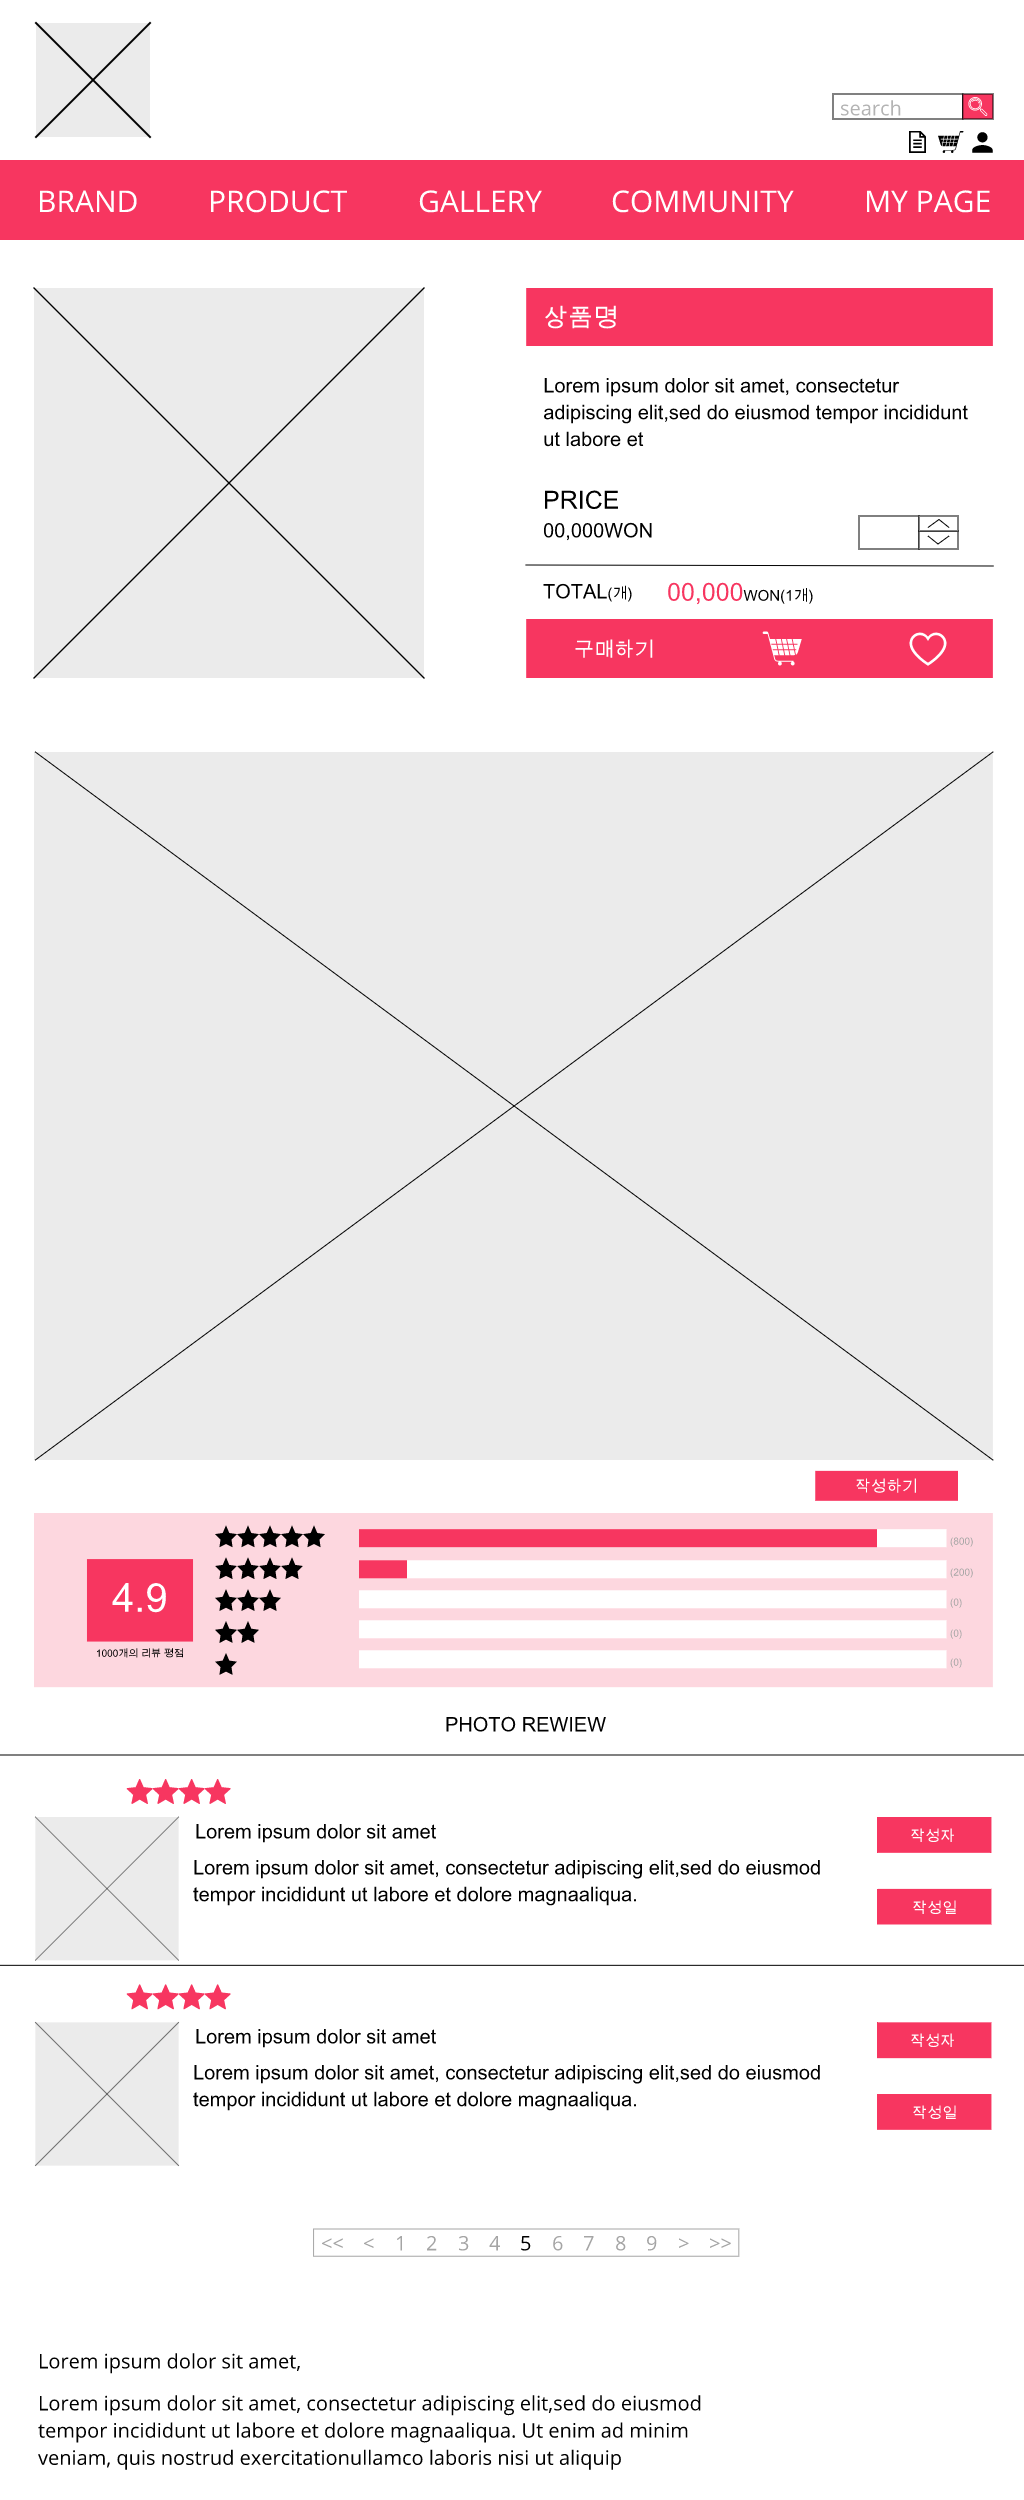 search
BRAND PRODUCT GALLERY COMMUNITY MY PAGE
상품명
Lorem ipsum dolor sit amet, consectetur
adipiscing elit,sed do eiusmod tempor incididunt
ut labore et
PRICE
00,000WON
TOTAL(개) 00,000WON(1개)
구매하기
작성하기
(800)
(200)
(0)
(0)
(0)
4.9
1000개의 리뷰 평점
PHOTO REWIEW
Lorem ipsum dolor sit amet
작성자
Lorem ipsum dolor sit amet, consectetur adipiscing elit,sed do eiusmod
tempor incididunt ut labore et dolore magnaaliqua.
작성일
Lorem ipsum dolor sit amet
작성자
Lorem ipsum dolor sit amet, consectetur adipiscing elit,sed do eiusmod
tempor incididunt ut labore et dolore magnaaliqua.
작성일
<< < 1 2 3 4 5 6 7 8 9 > >>
Lorem ipsum dolor sit amet,
Lorem ipsum dolor sit amet, consectetur adipiscing elit,sed do eiusmod
tempor incididunt ut labore et dolore magnaaliqua. Ut enim ad minim
veniam, quis nostrud exercitationullamco laboris nisi ut aliquip